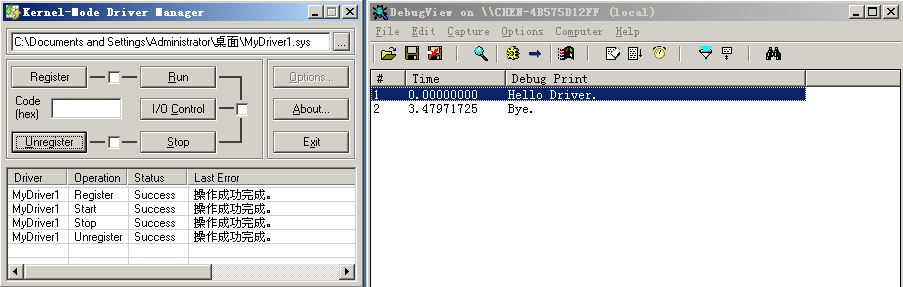 Kernel-Mode Driver Manager
C:\Documents and Settings\Administrator\桌面\MyDriver1.sys
...
Register
Run
Options...
Code
(hex)
I/O Control
About...
Unregister
Stop
Exit
Driver Operation Status Last Error
MyDriver1 Register Success 操作成功完成。
MyDriver1 Start Success 操作成功完成。
MyDriver1 Stop Success 操作成功完成。
MyDriver1 Unregister Success 操作成功完成。
DebugView on \\CHEN-4B575D12FF (local)
File Edit Capture Options Computer Help
# Time Debug Print
1 0.00000000 Hello Driver.
2 3.47971725 Bye.